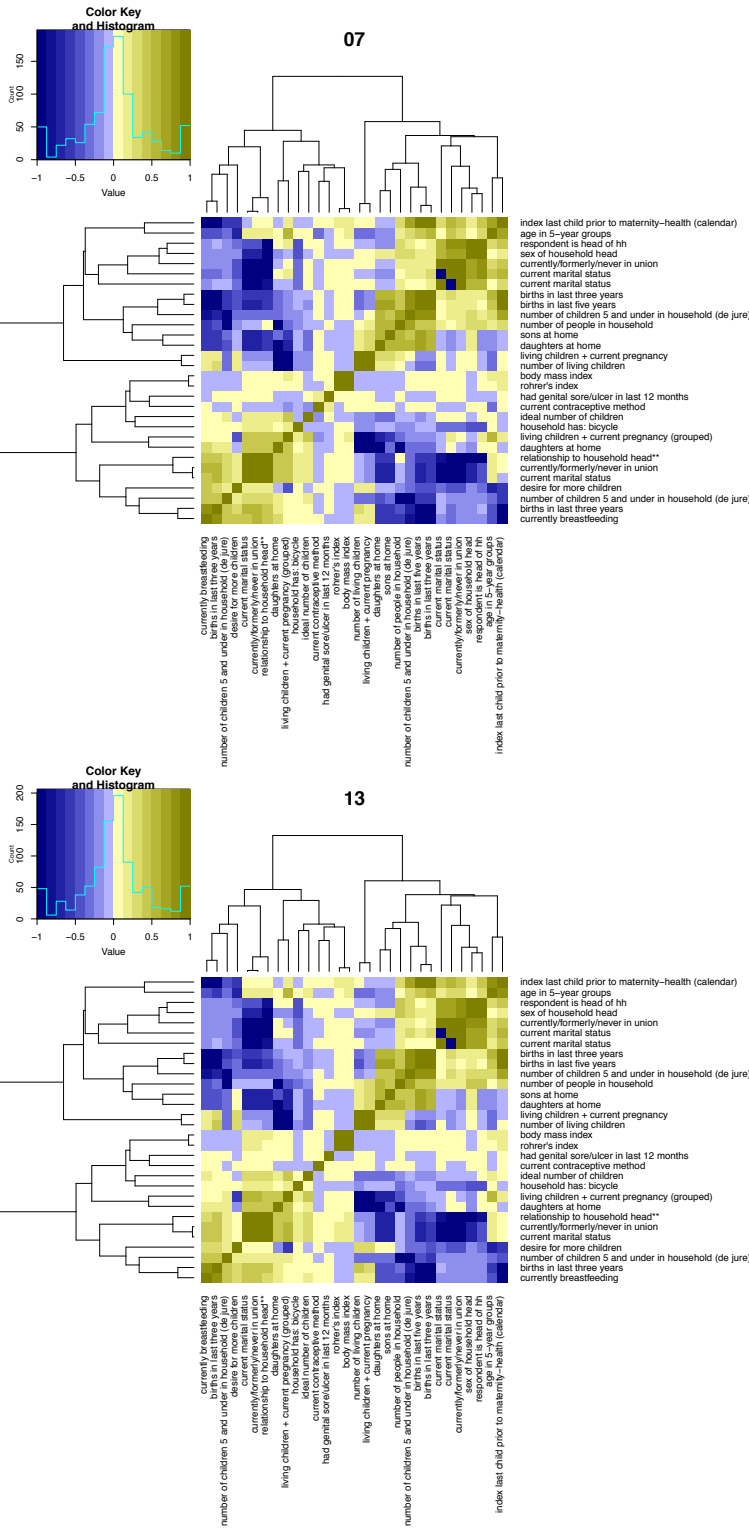 Color Key
and Histogram
Count
0 50 100 150
−1 −0.5 0 0.5 1
Value
07
index last child prior to maternity−health (calendar)
age in 5−year groups
respondent is head of hh
sex of household head
currently/formerly/never in union
current marital status
current marital status
births in last three years
births in last five years
number of children 5 and under in household (de jure)
number of people in household
sons at home
daughters at home
living children + current pregnancy
number of living children
body mass index
rohrer's index
had genital sore/ulcer in last 12 months
current contraceptive method
ideal number of children
household has: bicycle
living children + current pregnancy (grouped)
daughters at home
relationship to household head**
currently/formerly/never in union
current marital status
desire for more children
number of children 5 and under in household (de jure)
births in last three years
currently breastfeeding
currently breastfeeding
births in last three years
number of children 5 and under in household (de jure)
desire for more children
current marital status
currently/formerly/never in union
relationship to household head**
daughters at home
living children + current pregnancy (grouped)
household has: bicycle
ideal number of children
current contraceptive method
had genital sore/ulcer in last 12 months
rohrer's index
body mass index
number of living children
living children + current pregnancy
daughters at home
sons at home
number of people in household
number of children 5 and under in household (de jure)
births in last five years
births in last three years
current marital status
current marital status
currently/formerly/never in union
sex of household head
respondent is head of hh
age in 5−year groups
index last child prior to maternity−health (calendar)
Color Key
and Histogram
Count
0 50 100 150 200
−1 −0.5 0 0.5 1
Value
13
index last child prior to maternity−health (calendar)
age in 5−year groups
respondent is head of hh
sex of household head
currently/formerly/never in union
current marital status
current marital status
births in last three years
births in last five years
number of children 5 and under in household (de jure)
number of people in household
sons at home
daughters at home
living children + current pregnancy
number of living children
body mass index
rohrer's index
had genital sore/ulcer in last 12 months
current contraceptive method
ideal number of children
household has: bicycle
living children + current pregnancy (grouped)
daughters at home
relationship to household head**
currently/formerly/never in union
current marital status
desire for more children
number of children 5 and under in household (de jure)
births in last three years
currently breastfeeding
currently breastfeeding
births in last three years
number of children 5 and under in household (de jure)
desire for more children
current marital status
currently/formerly/never in union
relationship to household head**
daughters at home
living children + current pregnancy (grouped)
household has: bicycle
ideal number of children
current contraceptive method
had genital sore/ulcer in last 12 months
rohrer's index
body mass index
number of living children
living children + current pregnancy
daughters at home
sons at home
number of people in household
number of children 5 and under in household (de jure)
births in last five years
births in last three years
current marital status
current marital status
currently/formerly/never in union
sex of household head
respondent is head of hh
age in 5−year groups
index last child prior to maternity−health (calendar)